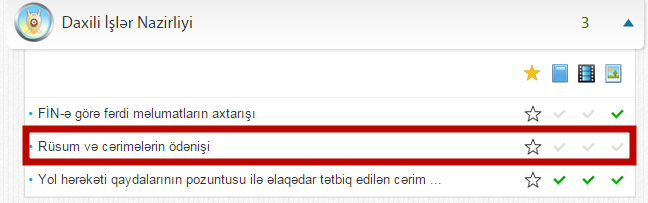 Daxili İşlər Nazirliyi 3
FİN-ə görə fərdi məlumatların axtarışı
Rüsum və cərimələrin ödənişi
Yol hərəkəti qaydalarının pozuntusu ilə əlaqədar tətbiq edilən cərim ...